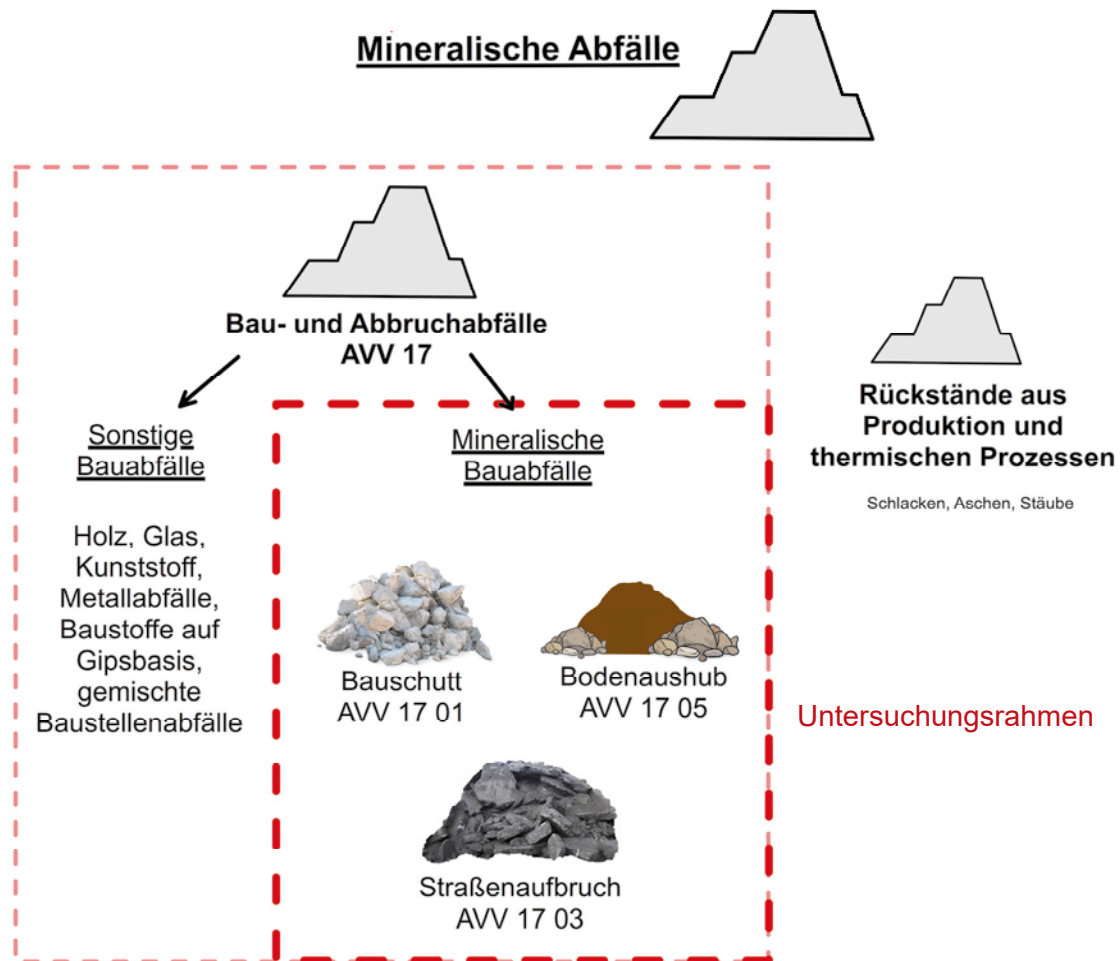 Mineralische Abfälle
Bau- und Abbruchabfälle
AVV 17
Sonstige
Bauabfälle
Holz, Glas,
Kunststoff,
Metallabfälle,
Baustoffe auf
Gipsbasis,
gemischte
Baustellenabfälle
Mineralische
Bauabfälle
Bauschutt
AVV 17 01
Bodenaushub
AVV 17 05
Straßenaufbruch
AVV 17 03
Rückstände aus
Produktion und
thermischen Prozessen
Schlacken, Aschen, Stäube
Untersuchungsrahmen